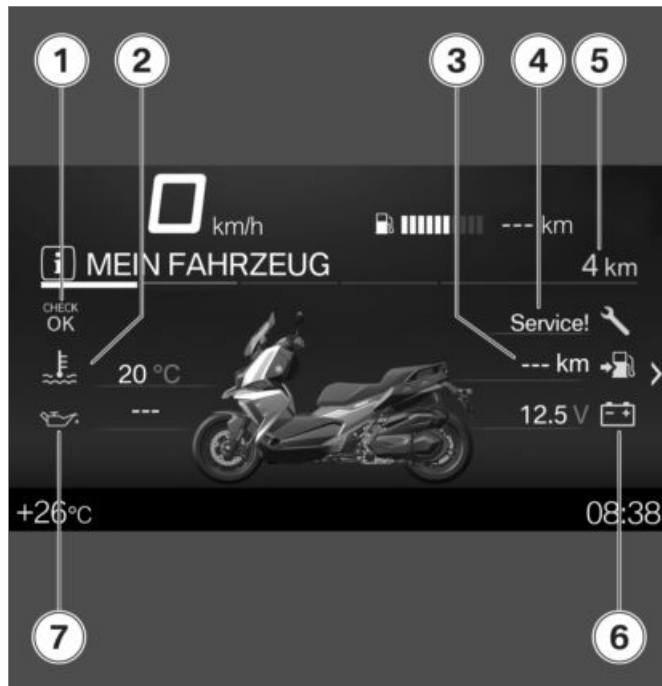 1 2 3 4 5
0 km/h --- km
i MEIN FAHRZEUG 4 km
CHECK
OK Service!
20 °C --- km
--- 12.5 V
+26°C 08:38
7 6